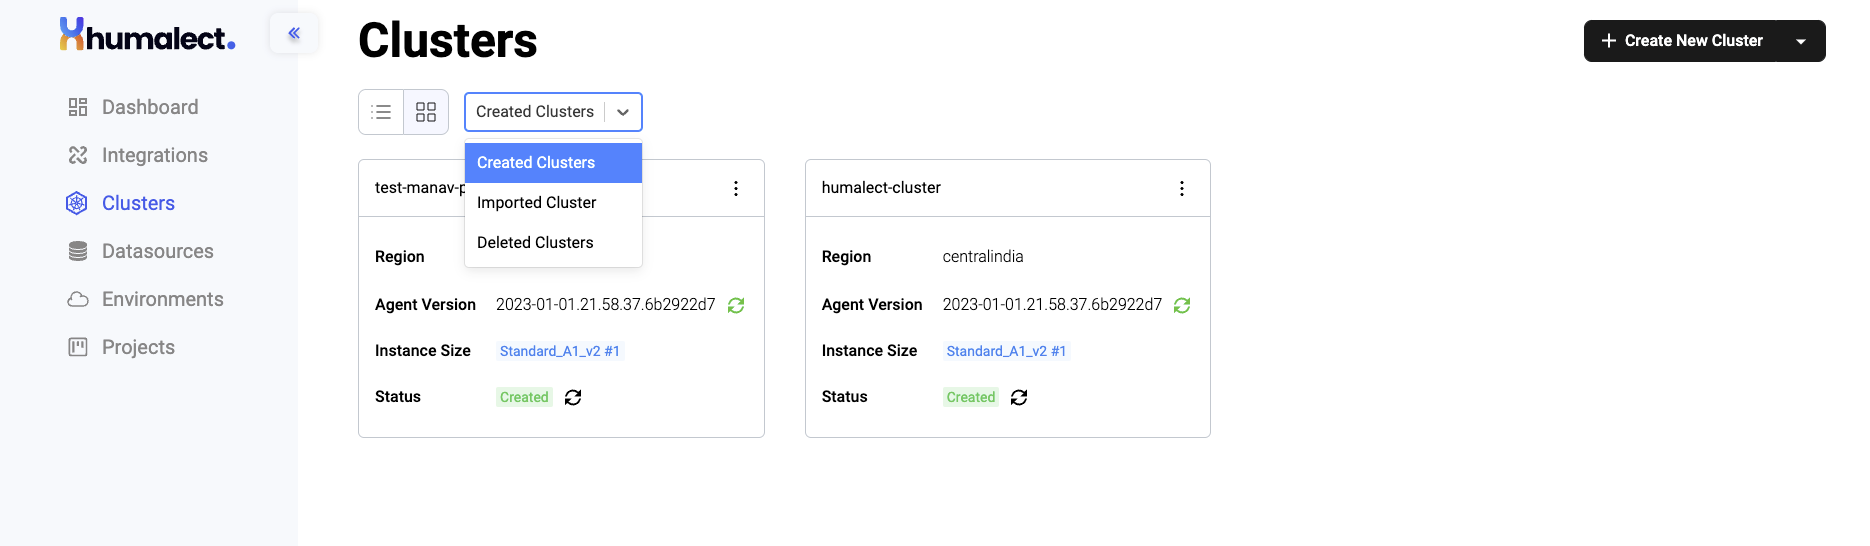 humalect.
Dashboard
Integrations
Clusters
Datasources
Environments
Projects
Clusters
Create New Cluster
Created Clusters
Created Clusters
Imported Cluster
Deleted Clusters
test-manav-
Region
Agent Version 2023-01-01.21.58.37.6b2922d7
Instance Size Standard_A1_v2 #1
Status Created
humalect-cluster
Region centralindia
Agent Version 2023-01-01.21.58.37.6b2922d7
Instance Size Standard_A1_v2 #1
Status Created